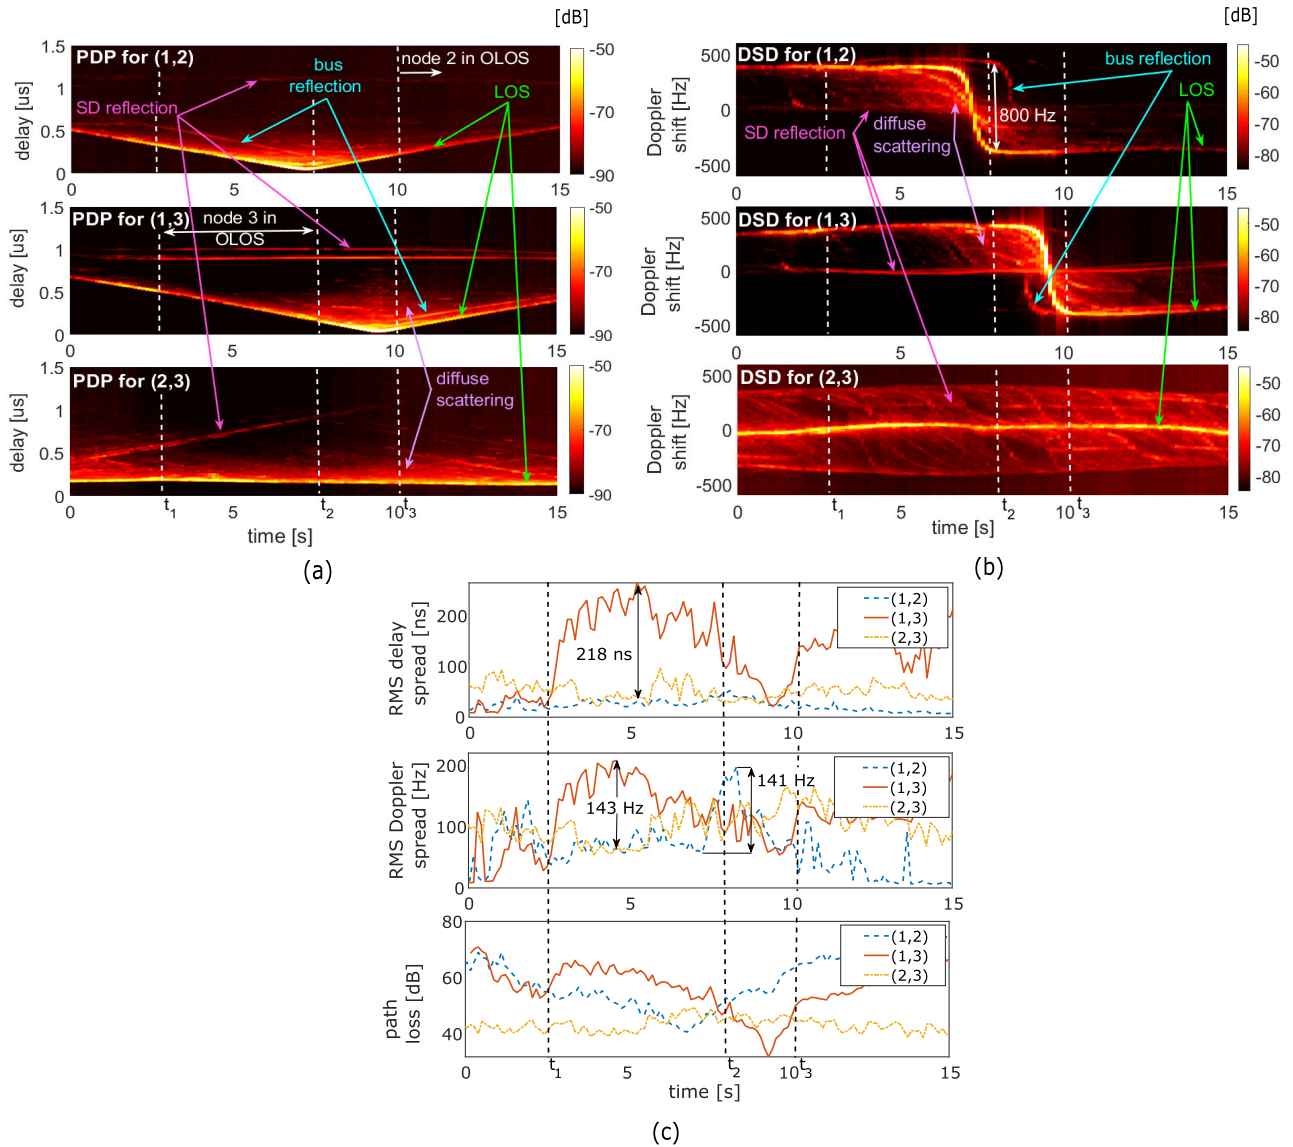 [dB]
PDP for (1,2)
node 2 in OLOS
bus
reflection
LOS
SD reflection
delay [us]
1.5
1
0.5
0
5
10
15
-50
-70
-90
PDP for (1,3)
node 3 in
OLOS
delay [us]
1.5
1
0.5
0
0
5
10
15
-50
-70
-90
PDP for (2,3)
diffuse
scattering
delay [us]
1.5
1
0.5
0
0
t1
5
t2
10
t3
15
-50
-70
-90
time [s]
(a)
[dB]
DSD for (1,2)
bus reflection
LOS
800 Hz
SD reflection
diffuse
scattering
Doppler
shift [Hz]
500
0
-500
0
5
10
15
-50
-60
-70
-80
DSD for (1,3)
Doppler
shift [Hz]
500
0
-500
0
5
10
15
-50
-60
-70
-80
DSD for (2,3)
Doppler
shift [Hz]
500
0
-500
0
t1
5
t2
10
t3
15
-50
-60
-70
-80
time [s]
(b)
RMS delay
spread [ns]
200
100
0
218 ns
(1,2)
(1,3)
(2,3)
0
5
10
15
RMS Doppler
spread [Hz]
200
100
0
143 Hz
141 Hz
(1,2)
(1,3)
(2,3)
0
5
10
15
path
loss [dB]
80
60
40
(1,2)
(1,3)
(2,3)
0
t1
5
t2
10
t3
15
time [s]
(c)